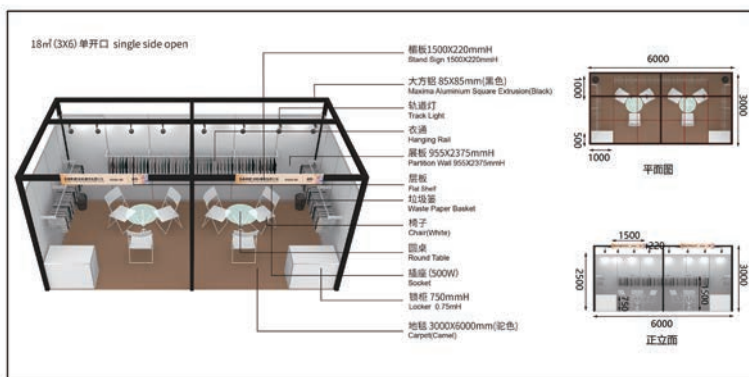 18㎡(3X6)单开口 single side open
楣板1500X220mmH
Stand Sign 1500X220mmH
大方铝 85X85mm(黑色)
Maxima Aluminium Square Extrusion(Black)
轨道灯
Track Light
衣通
Hanging Rail
展板 955X2375mmH
Partition Wall 955X2375mmH
层板
Flat Shelf
垃圾篓
Waste Paper Basket
椅子
Chair(White)
圆桌
Round Table
插座(500W)
Socket
锁柜 750mmH
Locker 0.75mH
地毯 3000X6000mm(驼色)
Carpet(Camel)
6000
1000
3000
500
1000
平面图
1500
220
2500
3000
750
1500
6000
正立面